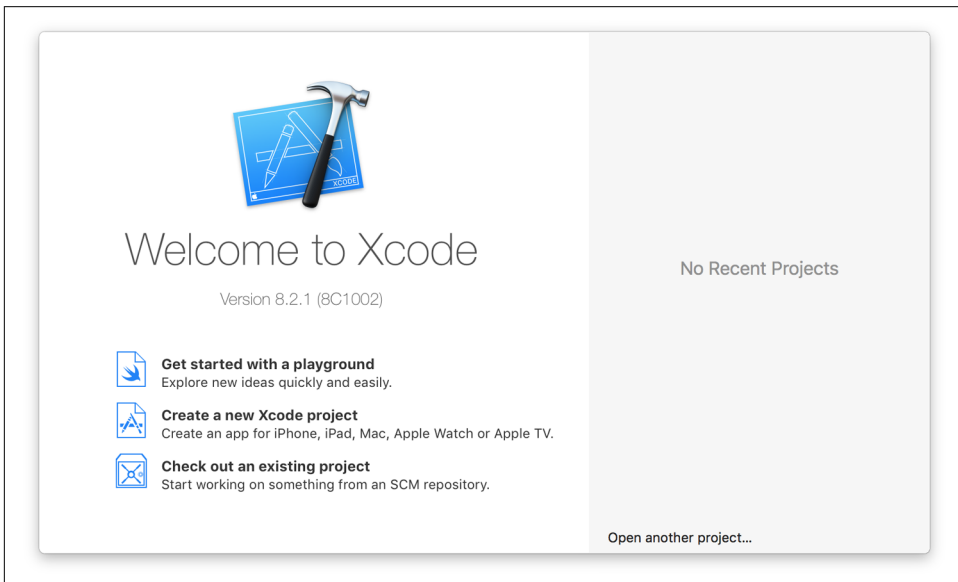 XCODE
Welcome to Xcode
Version 8.2.1 (8C1002)
Get started with a playground
Explore new ideas quickly and easily.
Create a new Xcode project
Create an app for iPhone, iPad, Mac, Apple Watch or Apple TV.
Check out an existing project
Start working on something from an SCM repository.
No Recent Projects
Open another project...